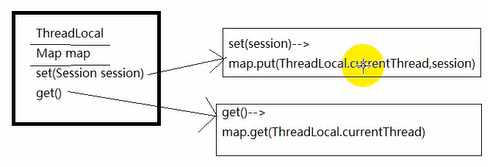 ThreadLocal
Map map
set(Session session)
get()
set(session)-->
map.put(ThreadLocal.currentThread,session)
get()-->
map.get(ThreadLocal.currentThread)